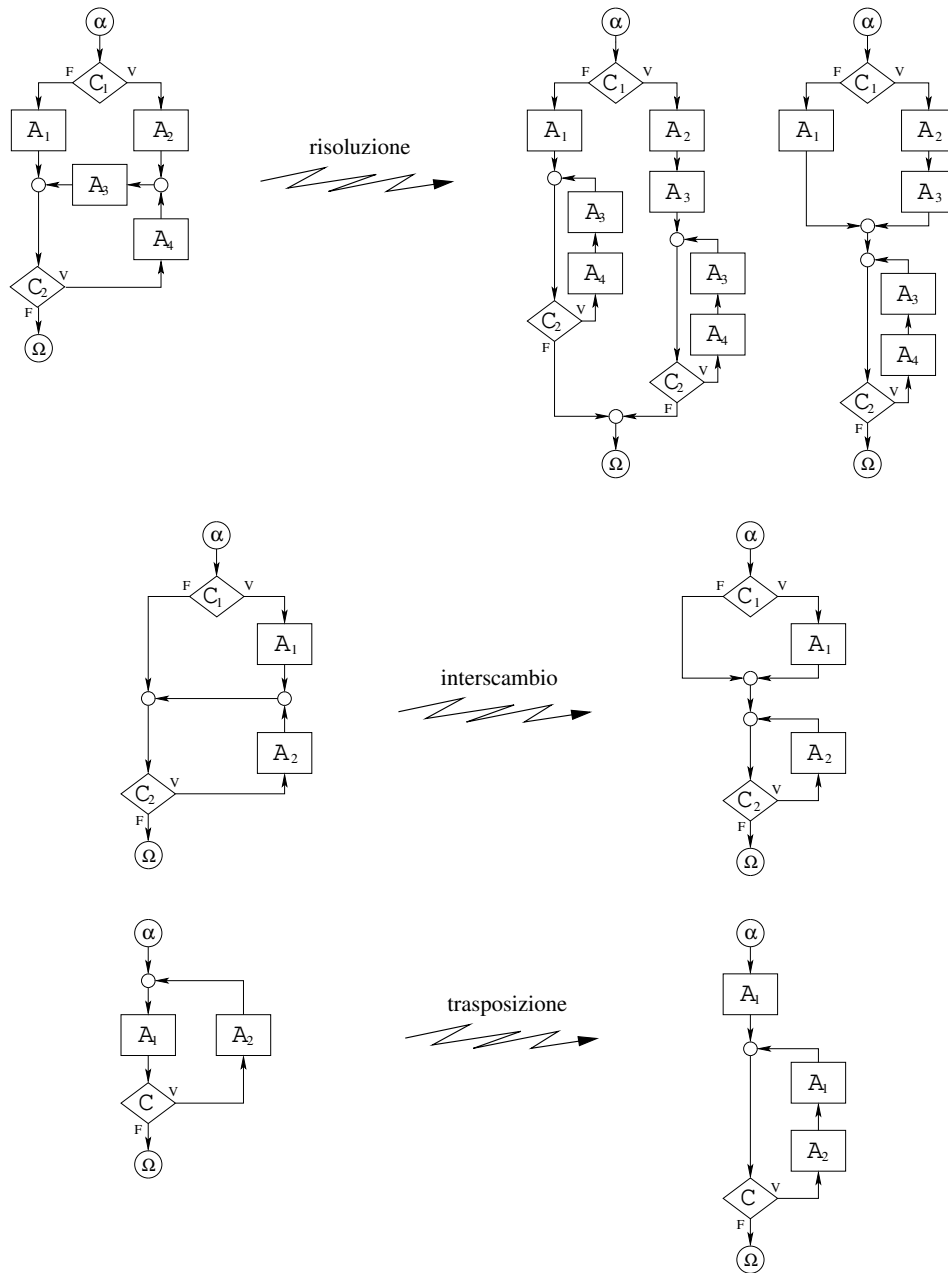 α α α
F C1 V F C1 V F C1 V
A1 A2 A1 A2 A1 A2
risoluzione
A3 A3 A3
A4 A3
C2 V A4 A3 A3
F C2 V A4 A4
Ω F C2 V C2 V
F F
Ω Ω
α α
F C1 V F C1 V
A1 A1
interscambio
A2 A2
C2 V C2 V
F F
Ω Ω
α α
A1
trasposizione
A1 A2
A1
C V
F A2
Ω C V
F
Ω